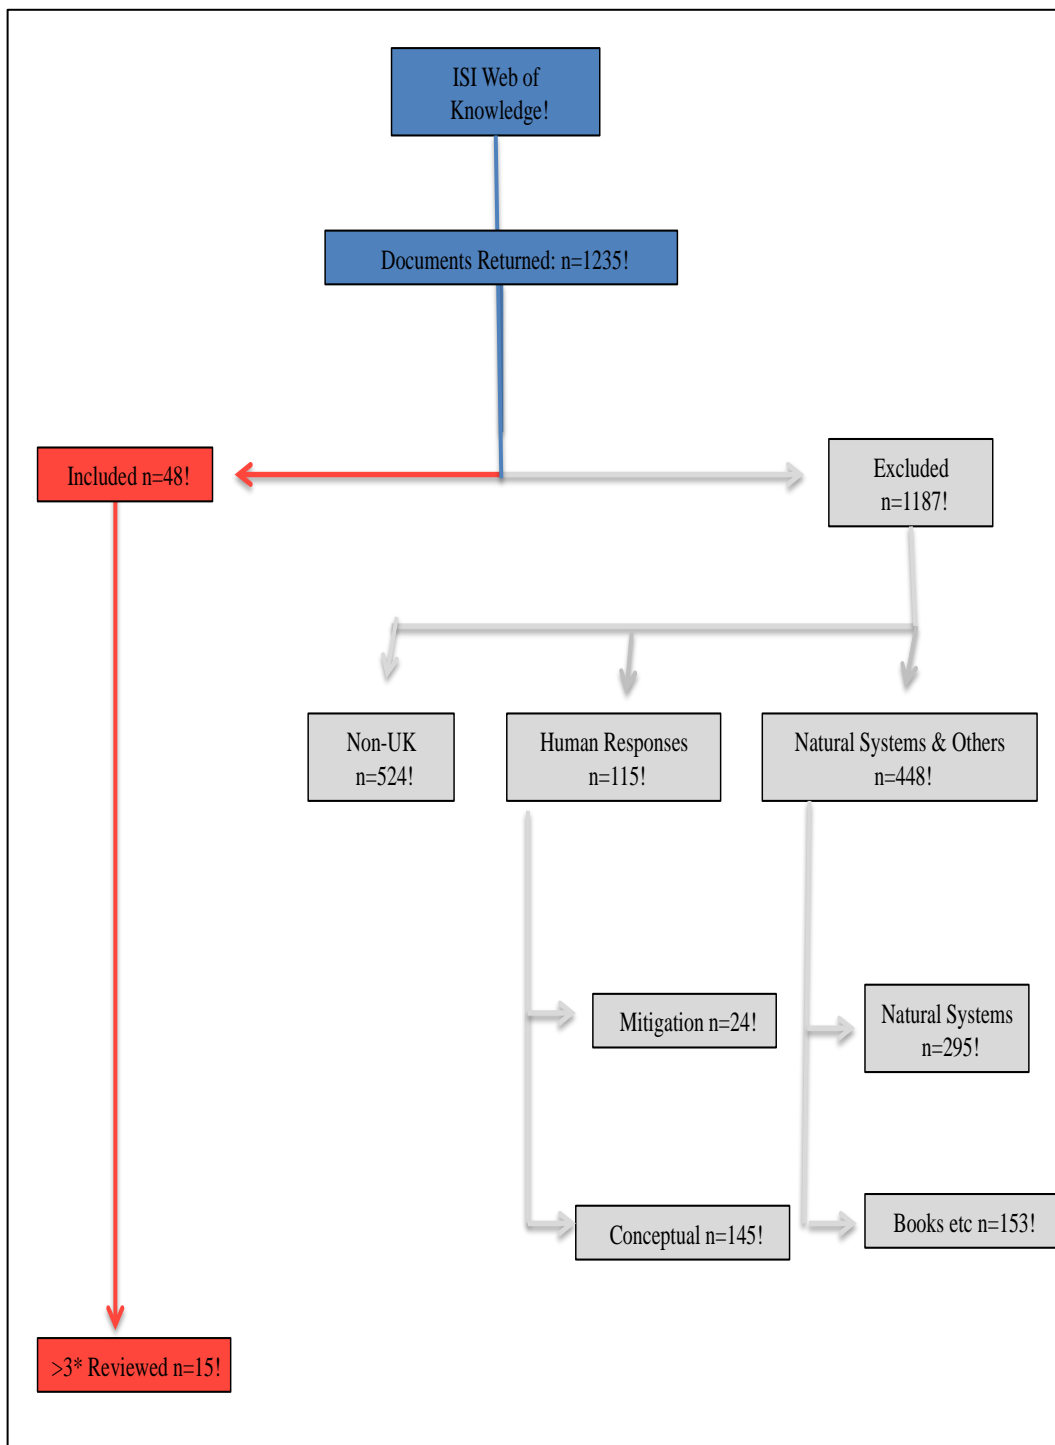 ISI Web of
Knowledge!
Documents Returned: n=1235!
Included n=48!
Excluded
n=1187!
Non-UK
n=524!
Human Responses
n=115!
Natural Systems & Others
n=448!
Mitigation n=24!
Natural Systems
n=295!
Conceptual n=145!
Books etc n=153!
>3* Reviewed n=15!